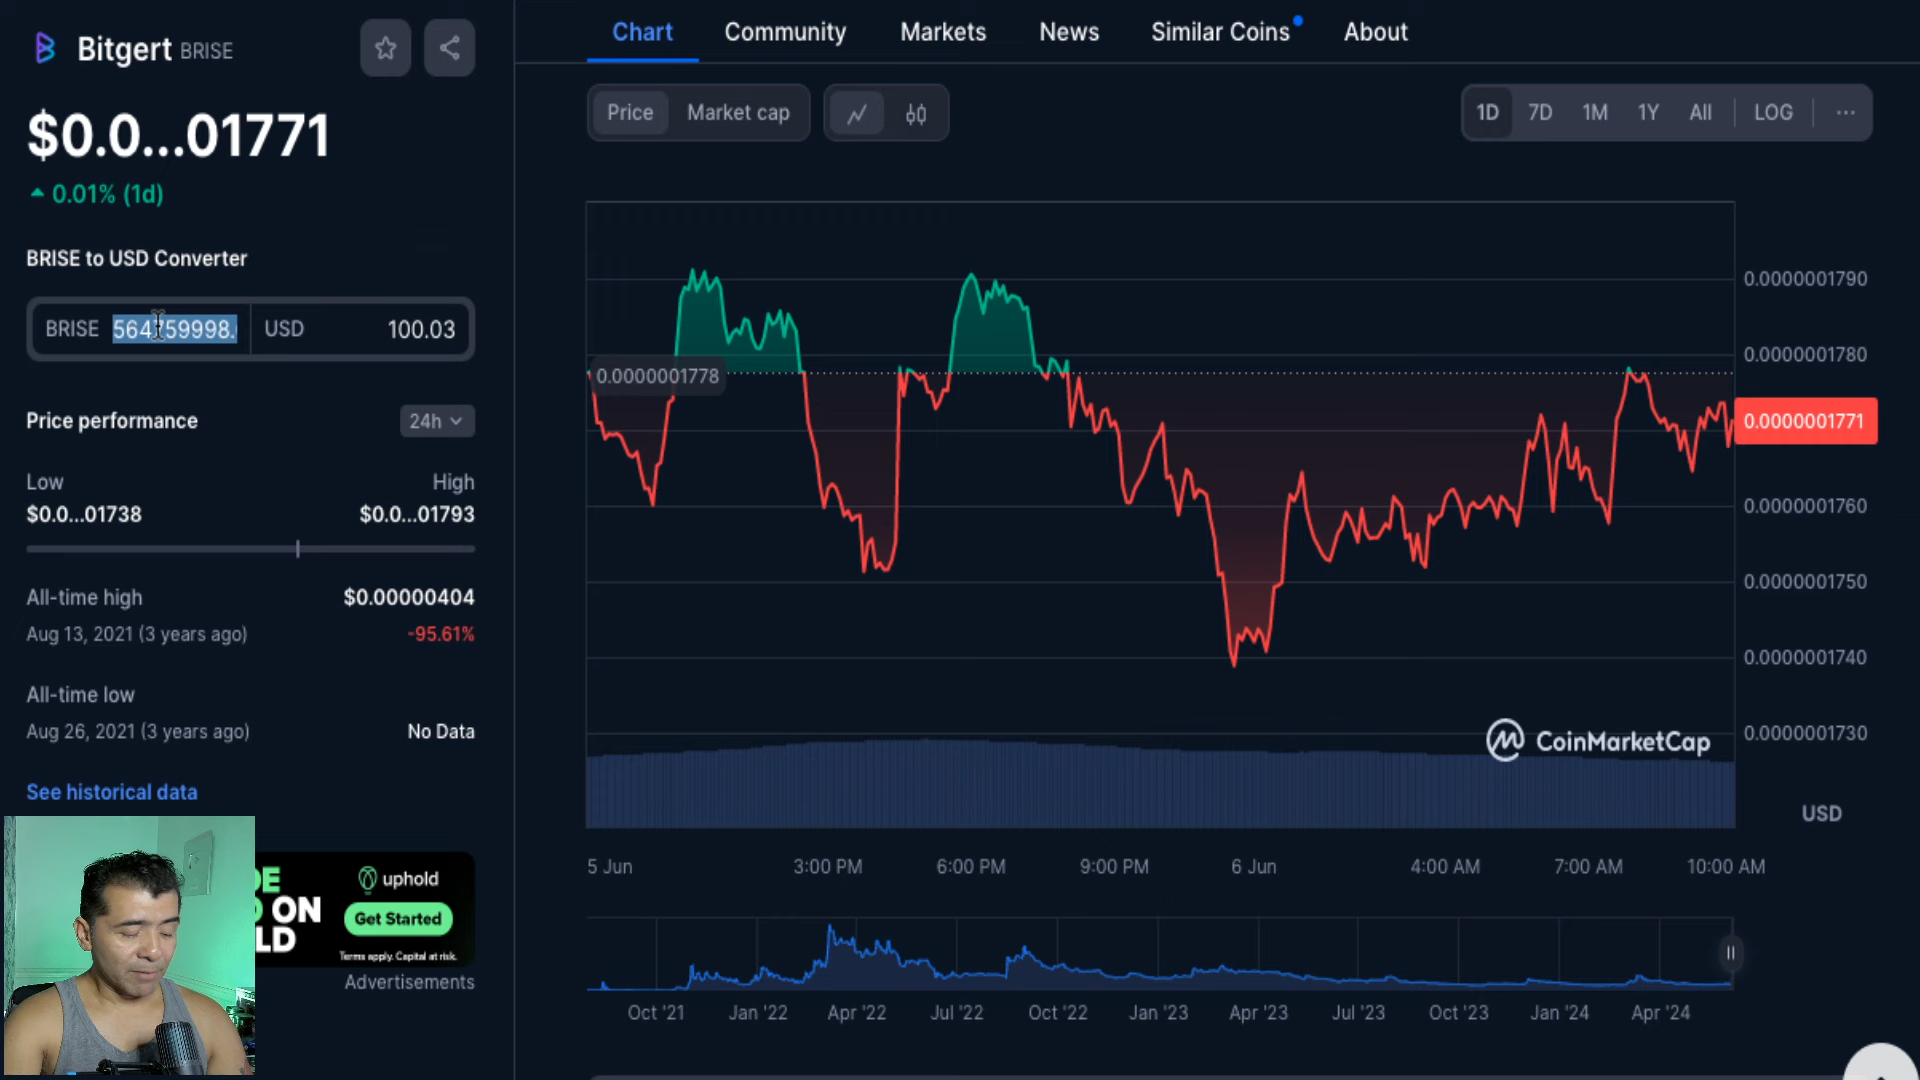 Bitgert BRISE
$0.0...01771
0.01% (1d)
BRISE to USD Converter
BRISE 564759998. USD 100.03
Price performance 24h
Low High
$0.0...01738 $0.0...01793
All-time high $0.00000404
Aug 13, 2021 (3 years ago) -95.61%
All-time low
Aug 26, 2021 (3 years ago) No Data
See historical data
uphold
ON
Get Started
Terms apply. Capital at risk.
Advertisements
Chart Community Markets News Similar Coins About
Price Market cap 1D 7D 1M 1Y All LOG ...
0.0000001790
0.0000001780
0.0000001778
0.0000001771
0.0000001760
0.0000001750
0.0000001740
0.0000001730
CoinMarketCap
USD
5 Jun 3:00 PM 6:00 PM 9:00 PM 6 Jun 4:00 AM 7:00 AM 10:00 AM
Oct '21 Jan '22 Apr '22 Jul '22 Oct '22 Jan '23 Apr '23 Jul '23 Oct '23 Jan '24 Apr '24